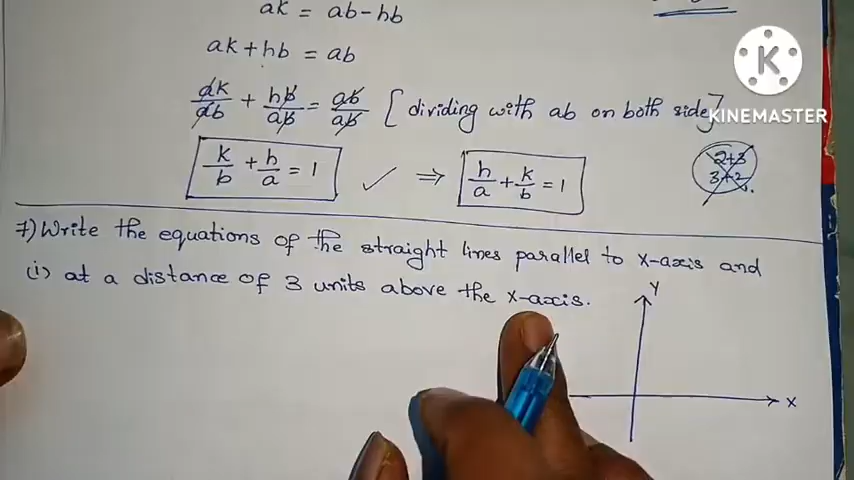 ak = ab-hb
ak+hb = ab
ak/ab + hb/ab = ab/ab [dividing with ab on both side]
k/b + h/a = 1 ✓ ⇒ h/a + k/b = 1
2+3
3+2
7) Write the equations of the straight lines parallel to x-axis and
(i) at a distance of 3 units above the x-axis.
Y
X
K
KINEMASTER